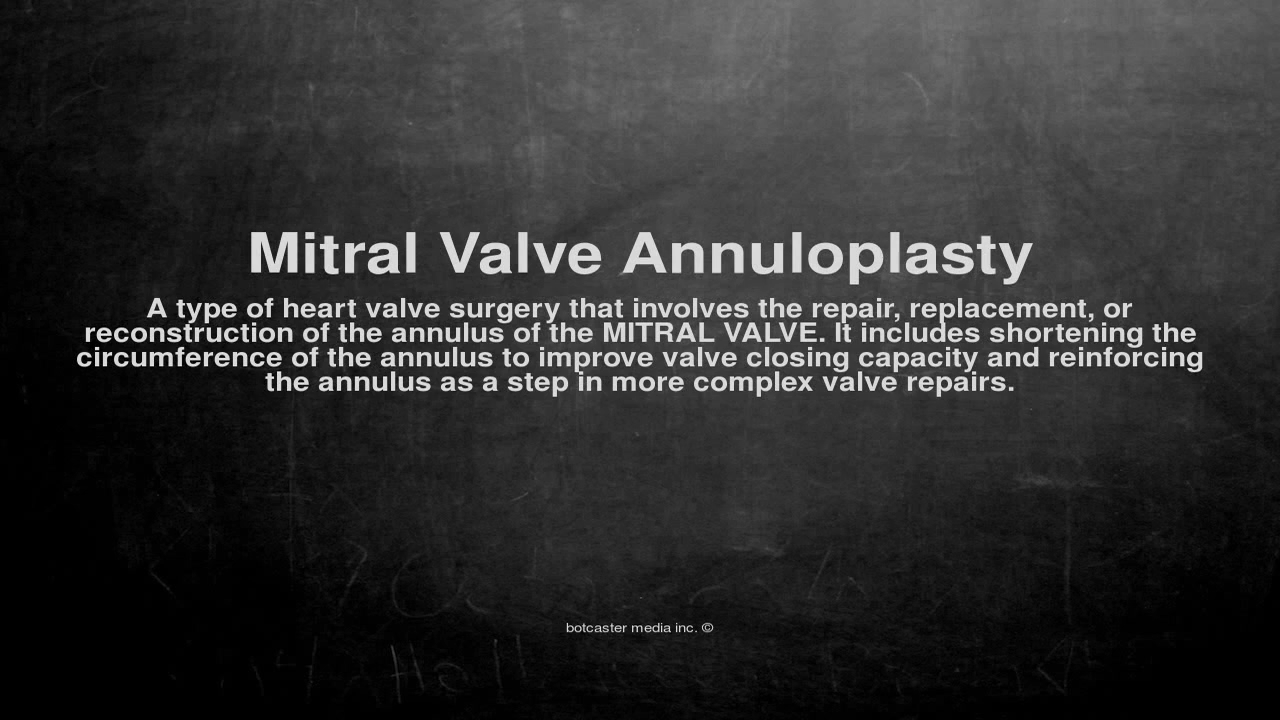 Mitral Valve Annuloplasty
A type of heart valve surgery that involves the repair, replacement, or
reconstruction of the annulus of the MITRAL VALVE. It includes shortening the
circumference of the annulus to improve valve closing capacity and reinforcing
the annulus as a step in more complex valve repairs.
botcaster media inc. ©